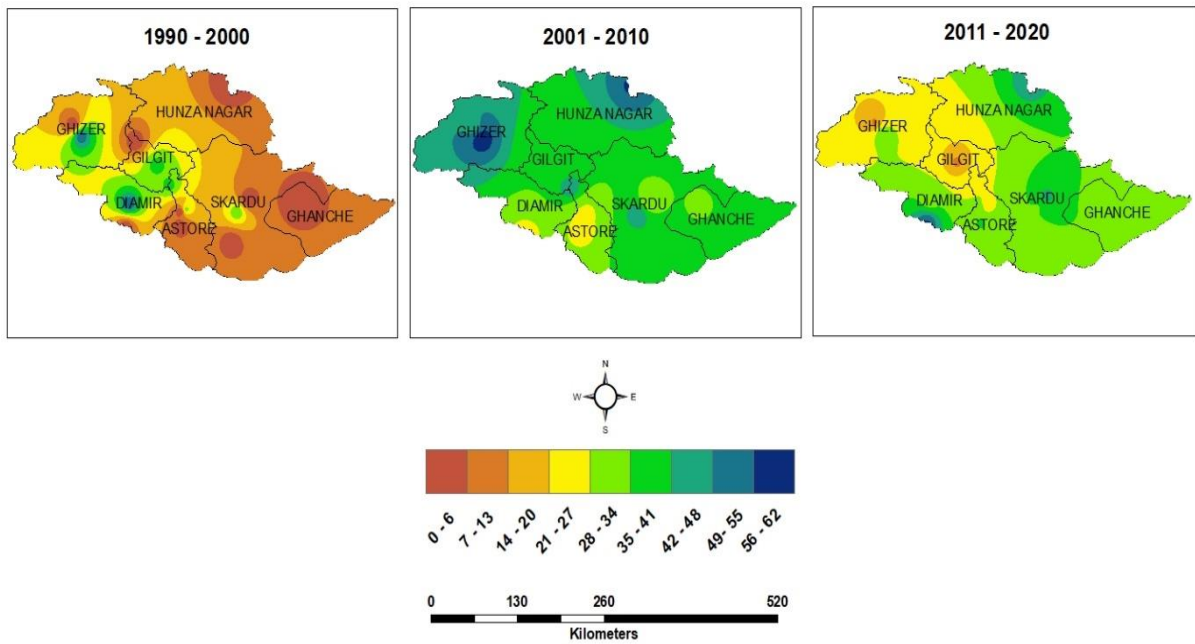 1990 - 2000
HUNZA NAGAR
GHIZER
GILGIT
DIAMIR
SKARDU
GHANCHE
ASTORE
2001 - 2010
HUNZA NAGAR
GHIZER
GILGIT
DIAMIR
SKARDU
GHANCHE
ASTORE
2011 - 2020
HUNZA NAGAR
GHIZER
GILGIT
DIAMIR
SKARDU
GHANCHE
ASTORE
N
W E
S
0 - 6
7 - 13
14 - 20
21 - 27
28 - 34
35 - 41
42 - 48
49- 55
56 - 62
0 130 260 520
Kilometers